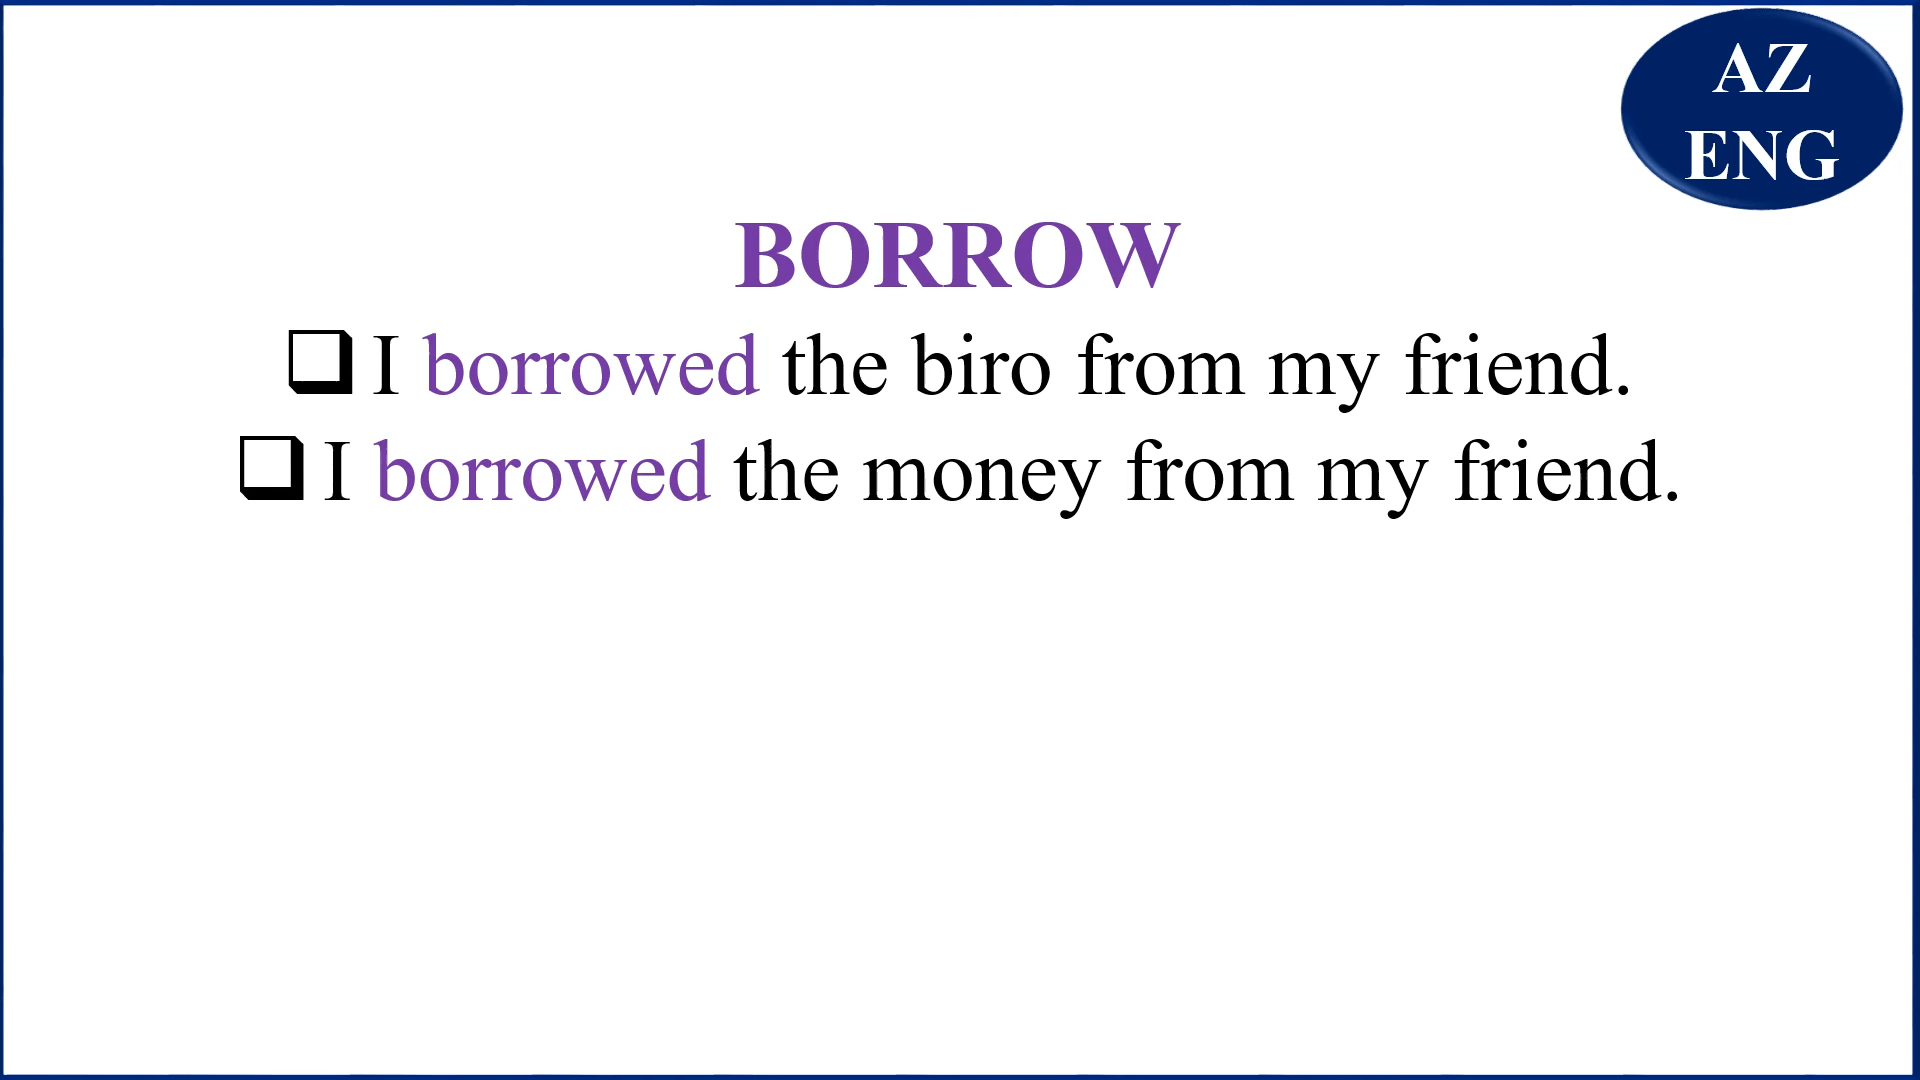 AZ
ENG
BORROW
❑ I borrowed the biro from my friend.
❑ I borrowed the money from my friend.